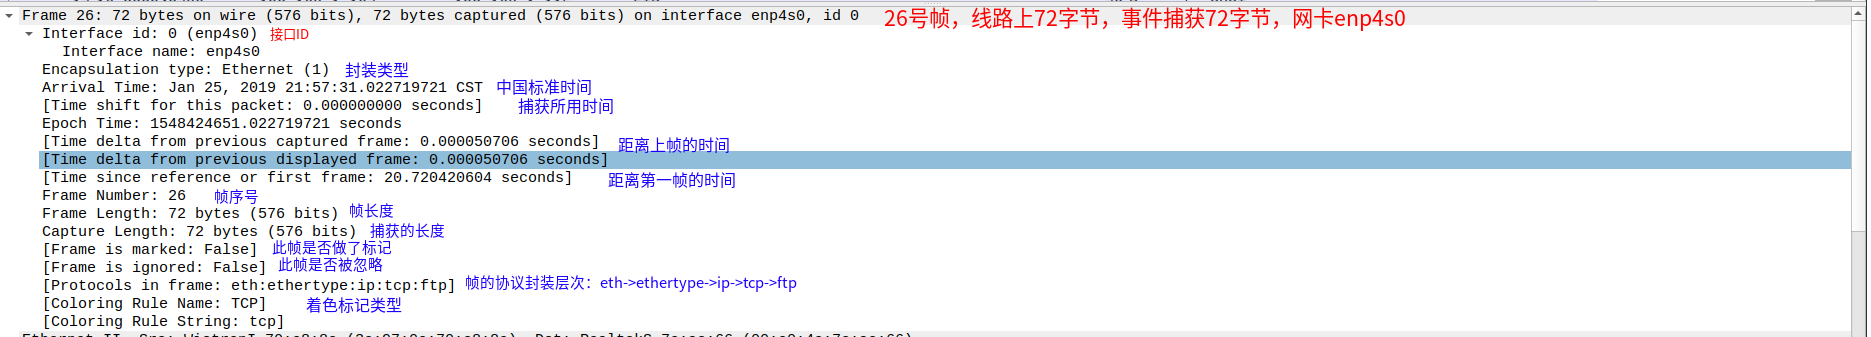 Frame 26: 72 bytes on wire (576 bits), 72 bytes captured (576 bits) on interface enp4s0, id 0 26号帧，线路上72字节，事件捕获72字节，网卡enp4s0
Interface id: 0 (enp4s0) 接口ID
Interface name: enp4s0
Encapsulation type: Ethernet (1) 封装类型
Arrival Time: Jan 25, 2019 21:57:31.022719721 CST 中国标准时间
[Time shift for this packet: 0.000000000 seconds] 捕获所用时间
Epoch Time: 1548424651.022719721 seconds
[Time delta from previous captured frame: 0.000050706 seconds] 距离上帧的时间
[Time delta from previous displayed frame: 0.000050706 seconds]
[Time since reference or first frame: 20.720420604 seconds] 距离第一帧的时间
Frame Number: 26 帧序号
Frame Length: 72 bytes (576 bits) 帧长度
Capture Length: 72 bytes (576 bits) 捕获的长度
[Frame is marked: False] 此帧是否做了标记
[Frame is ignored: False] 此帧是否被忽略
[Protocols in frame: eth:ethertype:ip:tcp:ftp] 帧的协议封装层次：eth->ethertype->ip->tcp->ftp
[Coloring Rule Name: TCP] 着色标记类型
[Coloring Rule String: tcp]